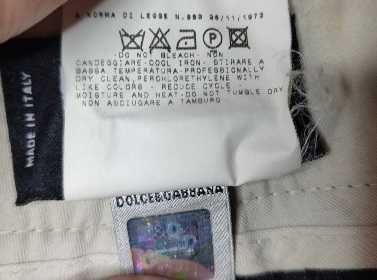 A NORMA DI LEGGE N.883 26/11/1973
P
DO NOT BLEACH- NON
CANDEGGIARE-COOL IRON- STIRARE A
BASSA TEMPERATURA-PROFESSIONALLY
DRY CLEAN, PERCHLORETHYLENE WITH
LIKE COLORS - REDUCE CYCLE
MOISTURE AND HEAT-DO NOT TUMBLE DRY
NON ASCIUGARE A TAMBURO
MADE IN ITALY
DOLCE&GABBANA